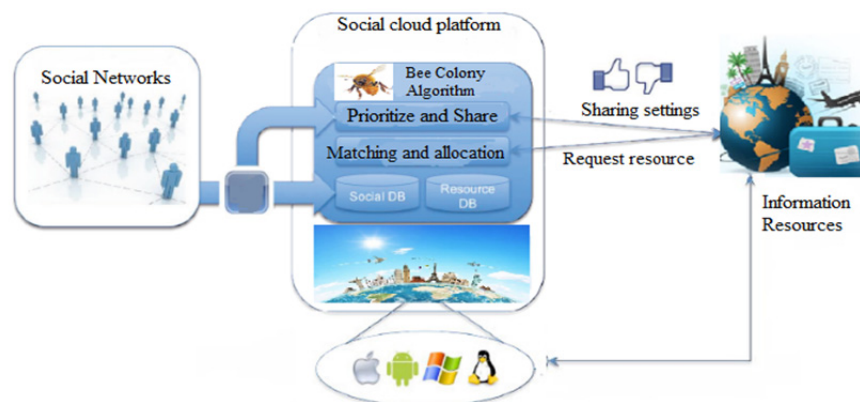 Social cloud platform
Social Networks
Bee Colony
Algorithm
Prioritize and Share
Matching and allocation
Social DB
Resource
DB
Sharing settings
Request resource
Information
Resources